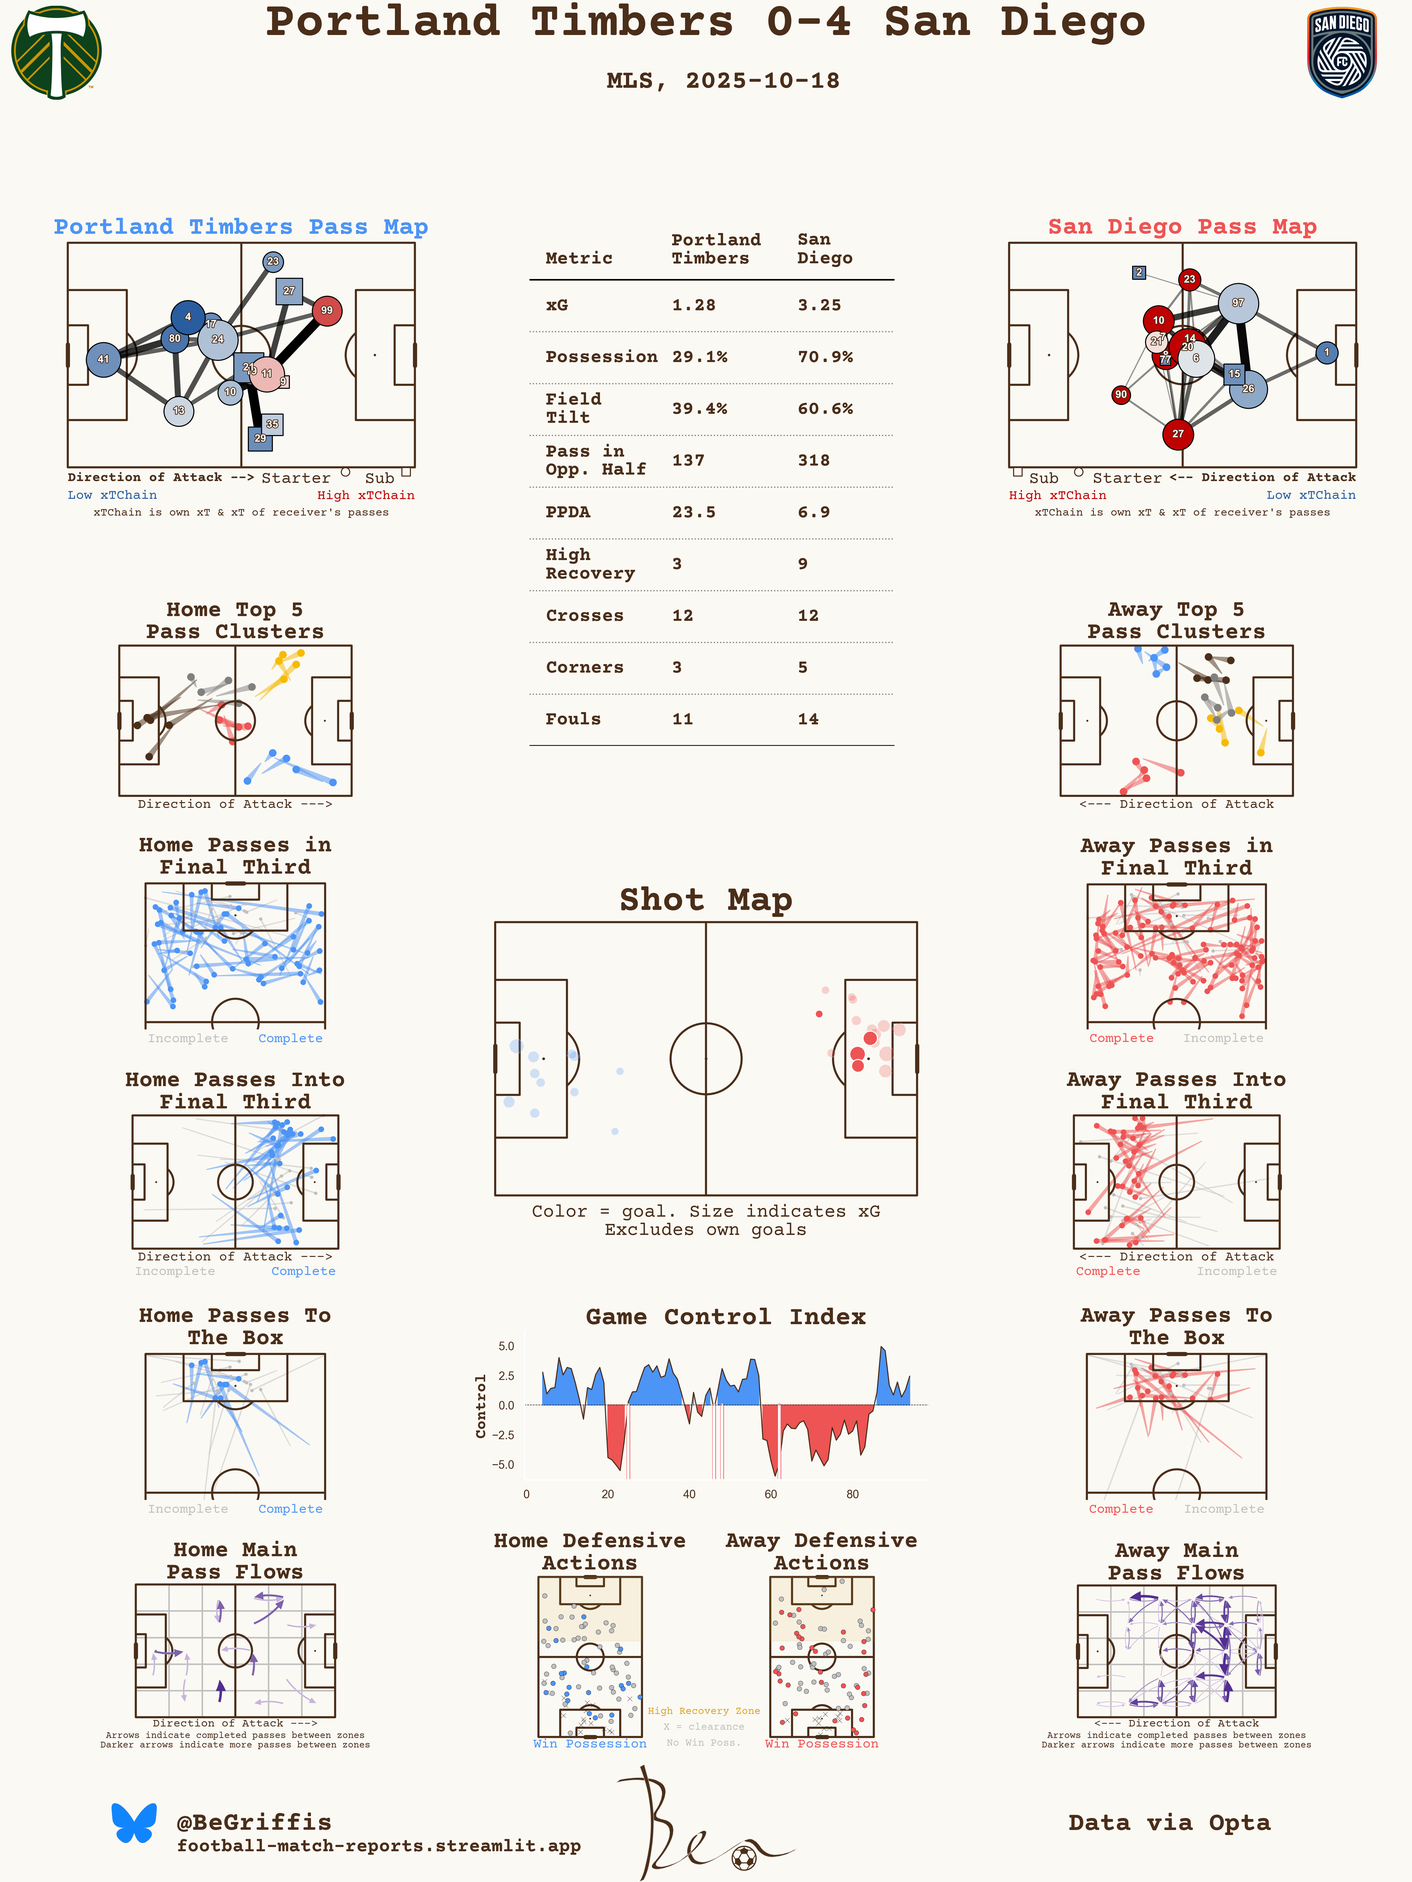 Portland Timbers 0-4 San Diego
MLS, 2025-10-18
SAN DIEGO
FC
Portland Timbers Pass Map
23
27
99
4
17
80
24
41
21
11
9
10
13
35
29
Direction of Attack --> Starter Sub
Low xTChain High xTChain
xTChain is own xT & xT of receiver's passes
Metric Portland Timbers San Diego
xG 1.28 3.25
Possession 29.1% 70.9%
Field Tilt 39.4% 60.6%
Pass in Opp. Half 137 318
PPDA 23.5 6.9
High Recovery 3 9
Crosses 12 12
Corners 3 5
Fouls 11 14
San Diego Pass Map
2
23
97
10
14
21
20
6
77
1
15
26
90
27
Sub Starter <-- Direction of Attack
High xTChain Low xTChain
xTChain is own xT & xT of receiver's passes
Home Top 5
Pass Clusters
Direction of Attack --->
Away Top 5
Pass Clusters
<--- Direction of Attack
Home Passes in
Final Third
Incomplete Complete
Away Passes in
Final Third
Complete Incomplete
Shot Map
Color = goal. Size indicates xG
Excludes own goals
Home Passes Into
Final Third
Direction of Attack --->
Incomplete Complete
Away Passes Into
Final Third
<--- Direction of Attack
Complete Incomplete
Home Passes To
The Box
Incomplete Complete
Game Control Index
Control
5.0
2.5
0.0
−2.5
−5.0
0 20 40 60 80
Away Passes To
The Box
Complete Incomplete
Home Main
Pass Flows
Direction of Attack --->
Arrows indicate completed passes between zones
Darker arrows indicate more passes between zones
Home Defensive
Actions
Win Possession
High Recovery Zone
X = clearance
No Win Poss.
Away Defensive
Actions
Win Possession
Away Main
Pass Flows
<--- Direction of Attack
Arrows indicate completed passes between zones
Darker arrows indicate more passes between zones
@BeGriffis
football-match-reports.streamlit.app
Ben
Data via Opta